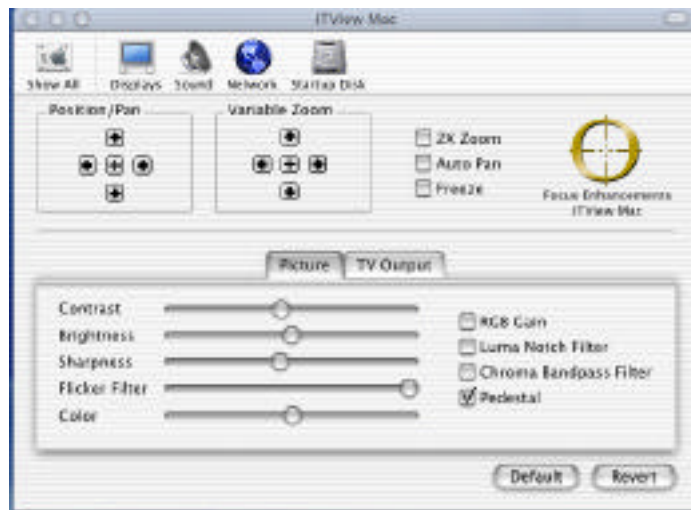 iTView Mac
Show All Displays Sound Network Startup Disk
Position/Pan Variable Zoom
2X Zoom
Auto Pan
Freeze
Focus Enhancements
iTView Mac
Picture TV Output
Contrast
Brightness
Sharpness
Flicker Filter
Color
RGB Gain
Luma Notch Filter
Chroma Bandpass Filter
Pedestal
Default Revert